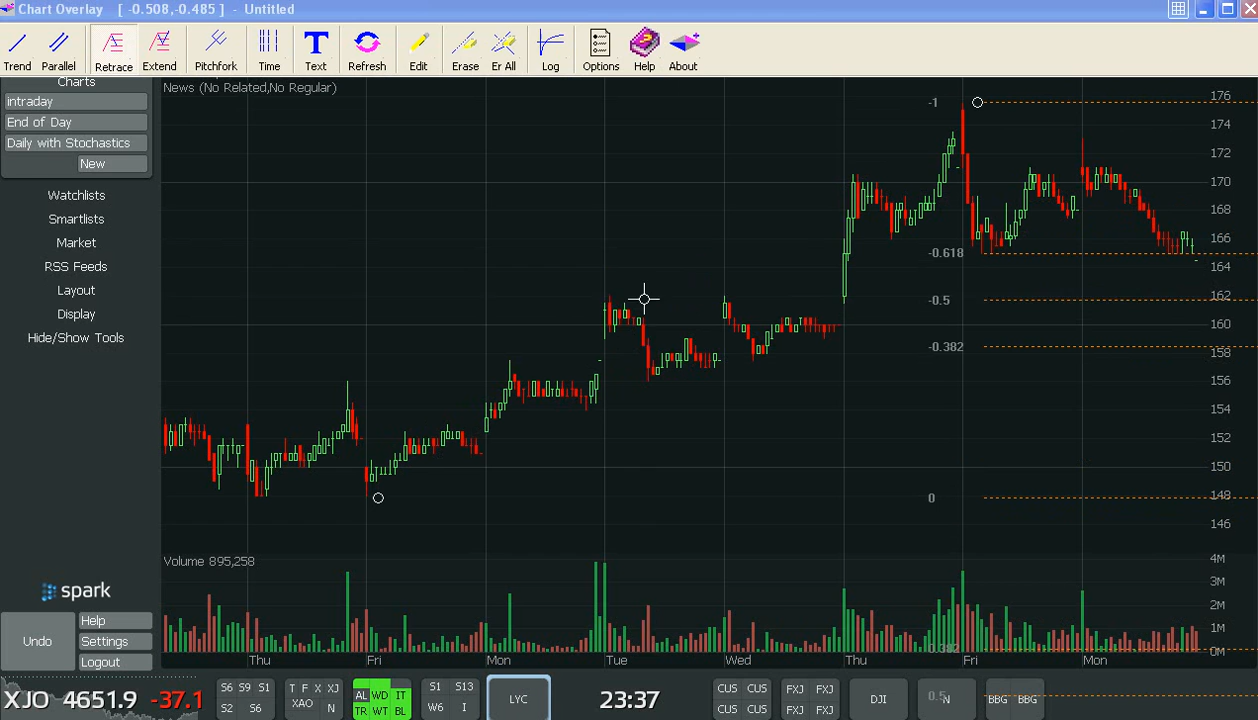 Chart Overlay [ -0.508,-0.485] - Untitled
Trend Parallel Retrace Extend Pitchfork Time Text Refresh Edit Erase Er All Log Options Help About
Charts
intraday
End of Day
Daily with Stochastics
New
Watchlists
Smartlists
Market
RSS Feeds
Layout
Display
Hide/Show Tools
News (No Related,No Regular)
-1
-0.618
-0.5
-0.382
0
176
174
172
170
168
166
164
162
160
158
156
154
152
150
148
146
Volume 895,258
4M
3M
2M
1M
0M
0.382
Thu Fri Mon Tue Wed Thu Fri Mon
spark
Undo
Help
Settings
Logout
XJO 4651.9 -37.1
S6 S9 S1
S2 S6
T F X XJ
XAO N
AL WD IT
TR WT BL
S1 S13
W6 I
LYC
23:37
CUS CUS
CUS CUS
FXJ FXJ
FXJ FXJ
DJI
0.5 N
BBG BBG